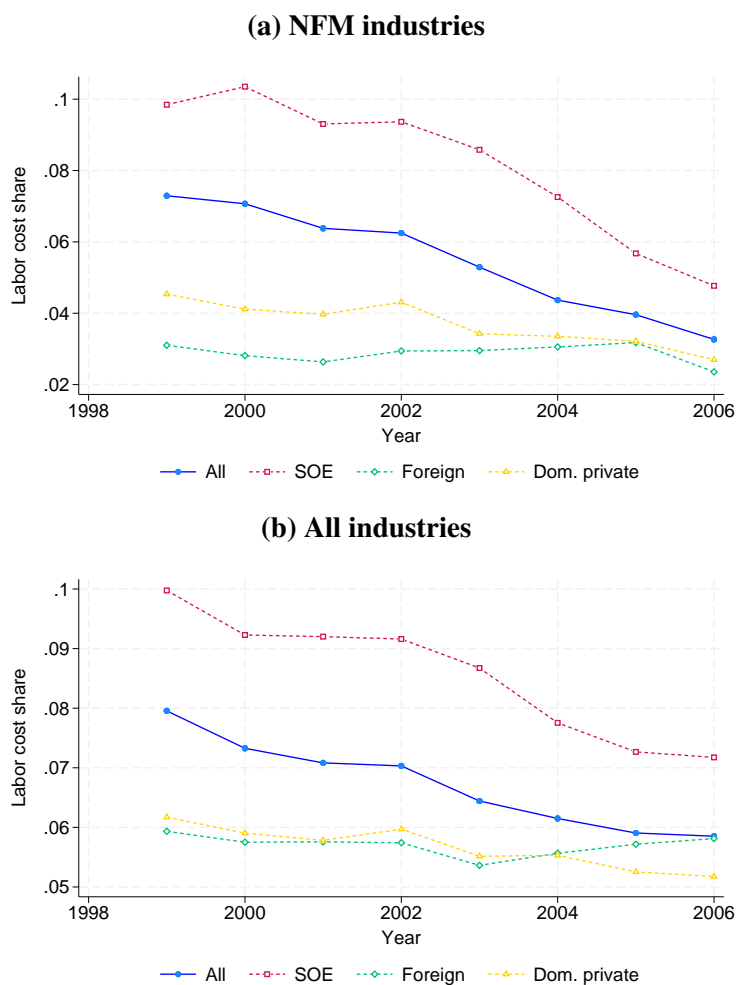 (a) NFM industries
.1
.08
.06
.04
.02
Labor cost share
1998 2000 2002 2004 2006
Year
All SOE Foreign Dom. private
(b) All industries
.1
.09
.08
.07
.06
.05
Labor cost share
1998 2000 2002 2004 2006
Year
All SOE Foreign Dom. private